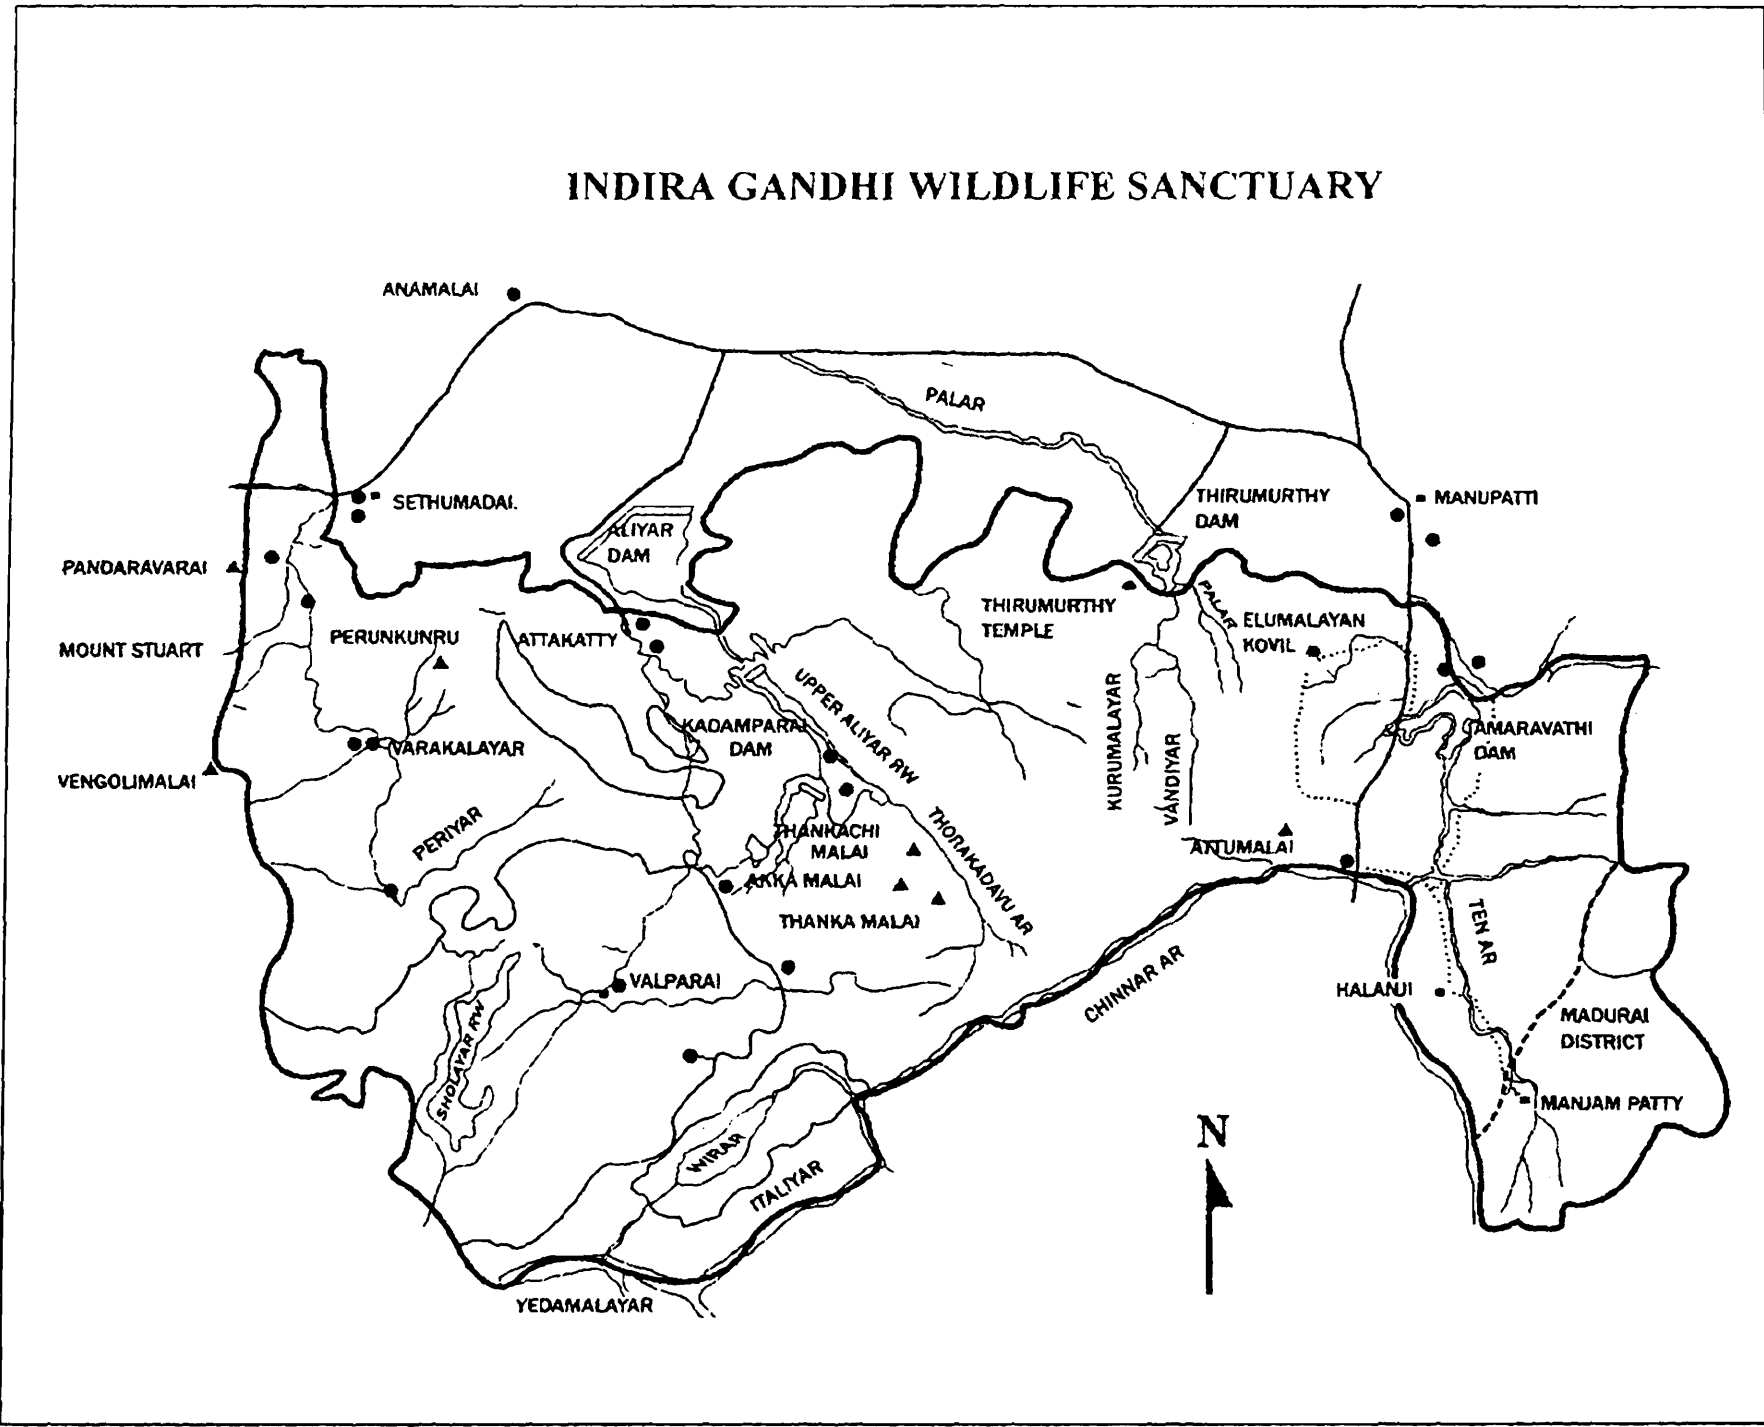 INDIRA GANDHI WILDLIFE SANCTUARY
ANAMALAI
PALAR
SETHUMADAI.
ALIYAR
DAM
THIRUMURTHY
DAM
MANUPATTI
PANDARAVARAI
MOUNT STUART
PERUNKUNRU
ATTAKATTY
THIRUMURTHY
TEMPLE
PALAR
ELUMALAYAN
KOVIL
UPPER ALIYAR RW
KADAMPARAI
DAM
KURUMALAYAR
VANDIYAR
AMARAVATHI
DAM
VARAKALAYAR
VENGOLIMALAI
PERIYAR
THANKACHI
MALAI
THORAKADAVU AR
ATTUMALAI
AKKA MALAI
THANKA MALAI
TEN AR
CHINNAR AR
VALPARAI
HALANJI
SHOLAYAR RW
MADURAI
DISTRICT
MANJAM PATTY
N
WIRAR
ITALIYAR
YEDAMALAYAR